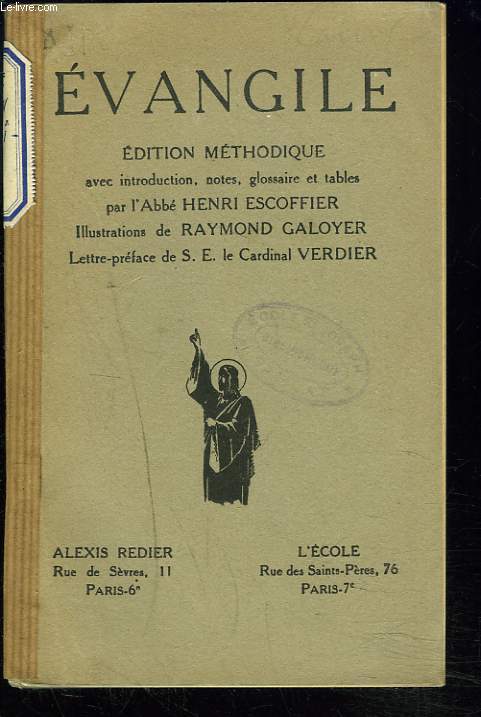 Le-livre.com
ÉVANGILE
ÉDITION MÉTHODIQUE
avec introduction, notes, glossaire et tables
par l'Abbé HENRI ESCOFFIER
Illustrations de RAYMOND GALOYER
Lettre-préface de S. E. le Cardinal VERDIER
ALEXIS REDIER
Rue de Sèvres, 11
PARIS-6e
L'ÉCOLE
Rue des Saints-Pères, 76
PARIS-7e